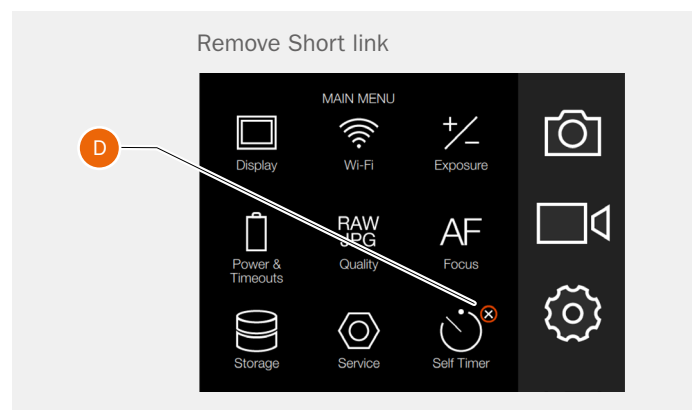 Remove Short link
MAIN MENU
Display
Wi-Fi
Exposure
D
RAW
JPG
AF
Power &
Timeouts
Quality
Focus
Storage
Service
Self Timer